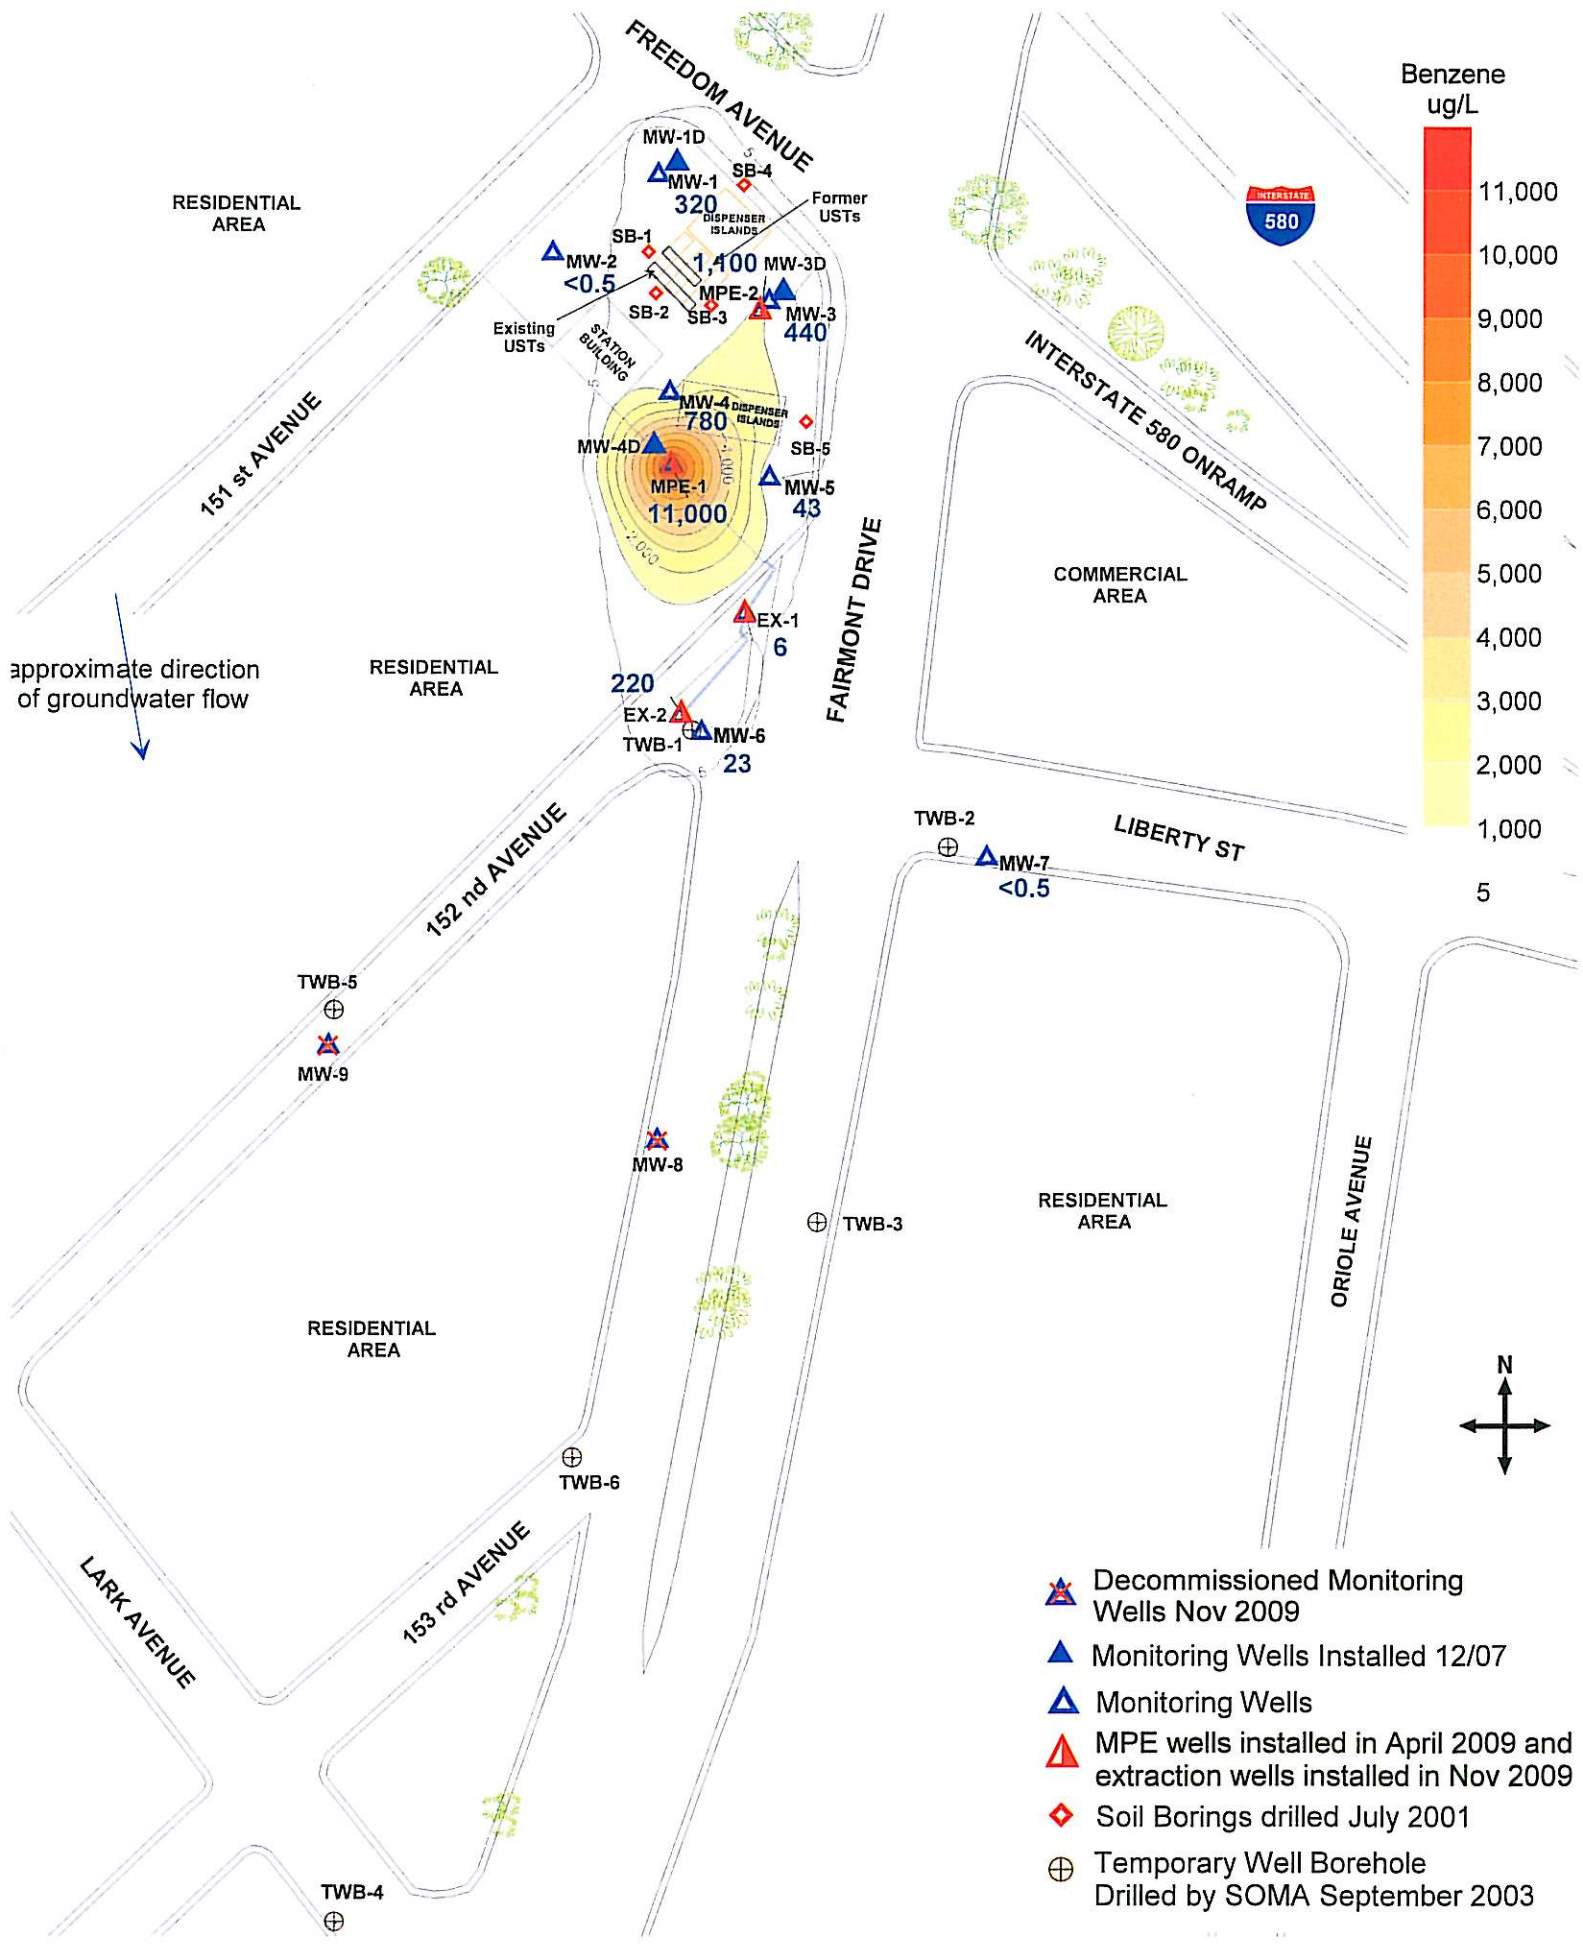 FREEDOM AVENUE
Benzene
ug/L
11,000
10,000
9,000
8,000
7,000
6,000
5,000
4,000
3,000
2,000
1,000
5
INTERSTATE
580
RESIDENTIAL
AREA
MW-1D
MW-1
320
5
SB-4
Former
USTs
DISPENSER
ISLANDS
SB-1
MW-2
<0.5
1,100
MW-3D
MPE-2
SB-2
SB-3
MW-3
440
Existing
USTs
STATION
BUILDING
5
MW-4
780
DISPENSER
ISLANDS
MW-4D
SB-5
MPE-1
11,000
MW-5
43
2,000
151 st AVENUE
INTERSTATE 580 ONRAMP
COMMERCIAL
AREA
FAIRMONT DRIVE
EX-1
6
approximate direction
of groundwater flow
RESIDENTIAL
AREA
220
EX-2
TWB-1
MW-6
23
5
152 nd AVENUE
TWB-2
MW-7
<0.5
LIBERTY ST
TWB-5
MW-9
MW-8
TWB-3
RESIDENTIAL
AREA
ORIOLE AVENUE
RESIDENTIAL
AREA
N
TWB-6
LARK AVENUE
153 rd AVENUE
TWB-4
Decommissioned Monitoring
Wells Nov 2009
Monitoring Wells Installed 12/07
Monitoring Wells
MPE wells installed in April 2009 and
extraction wells installed in Nov 2009
Soil Borings drilled July 2001
Temporary Well Borehole
Drilled by SOMA September 2003